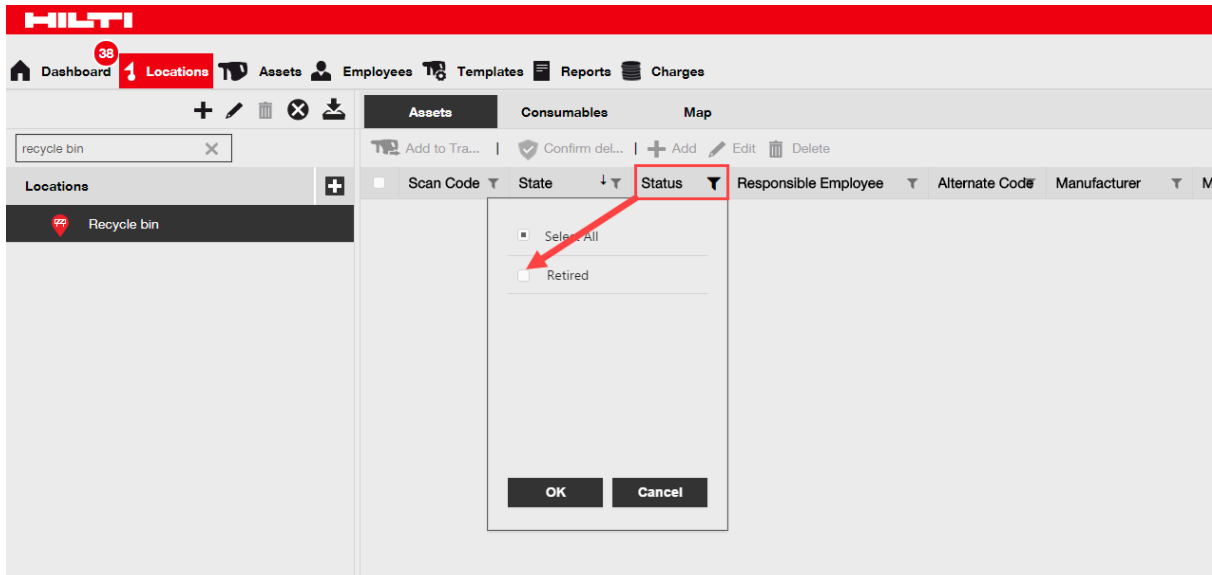 HILTI
38
Dashboard Locations Assets Employees Templates Reports Charges
Assets Consumables Map
recycle bin
Add to Tra... | Confirm del... | Add Edit Delete
Locations
Scan Code State Status Responsible Employee Alternate Code Manufacturer M
Recycle bin
Select All
Retired
OK Cancel